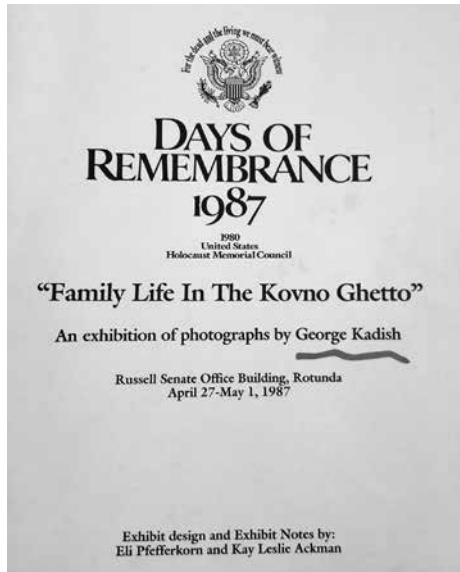 For the dead and the living we must bear witness
DAYS OF
REMEMBRANCE
1987
1980
United States
Holocaust Memorial Council
“Family Life In The Kovno Ghetto”
An exhibition of photographs by George Kadish
Russell Senate Office Building, Rotunda
April 27-May 1, 1987
Exhibit design and Exhibit Notes by:
Eli Pfefferkorn and Kay Leslie Ackman